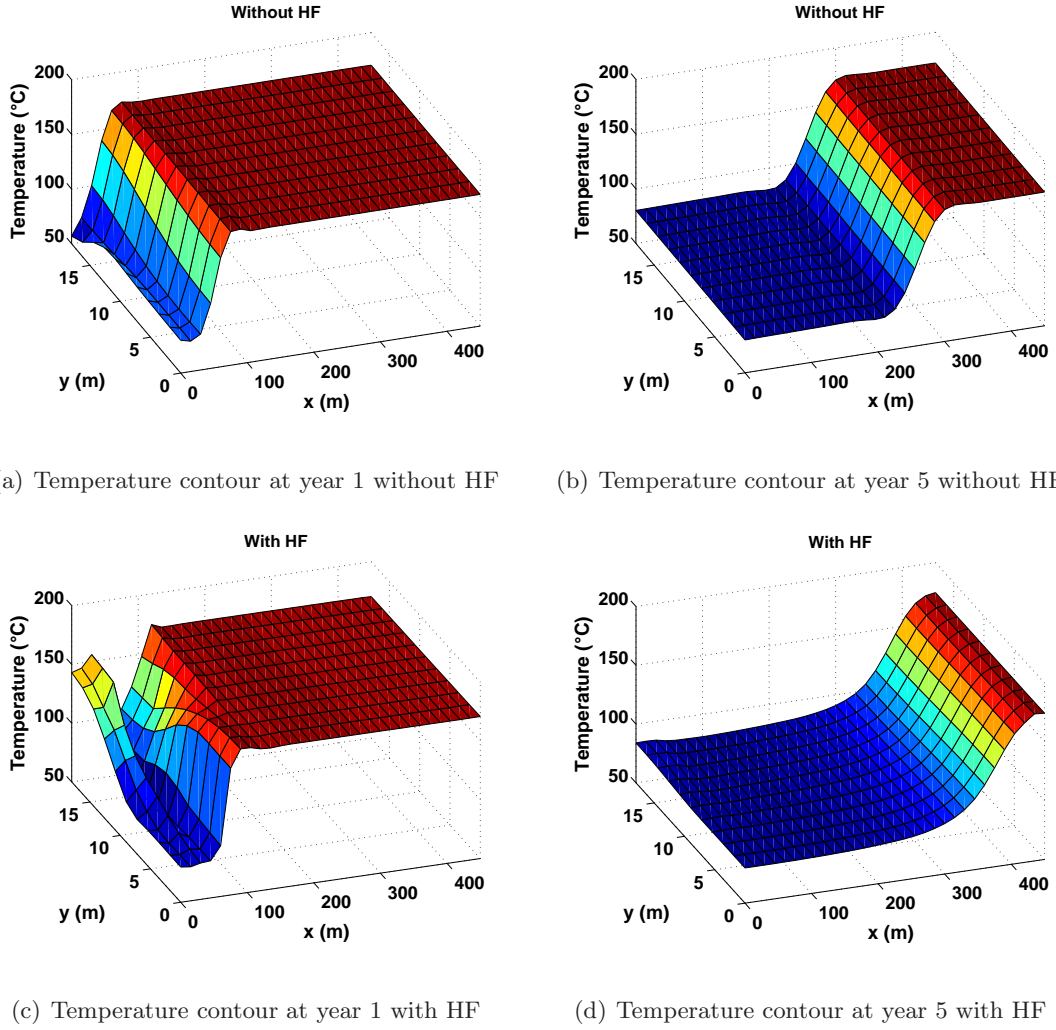 Without HF
Without HF
200
150
100
50
Temperature (°C)
15
10
5
0
y (m)
0
100
200
300
400
x (m)
200
150
100
50
Temperature (°C)
15
10
5
0
y (m)
0
100
200
300
400
x (m)
a) Temperature contour at year 1 without HF
(b) Temperature contour at year 5 without HF
With HF
With HF
200
150
100
50
Temperature (°C)
15
10
5
0
y (m)
0
100
200
300
400
x (m)
200
150
100
50
Temperature (°C)
15
10
5
0
y (m)
0
100
200
300
400
x (m)
(c) Temperature contour at year 1 with HF
(d) Temperature contour at year 5 with HF